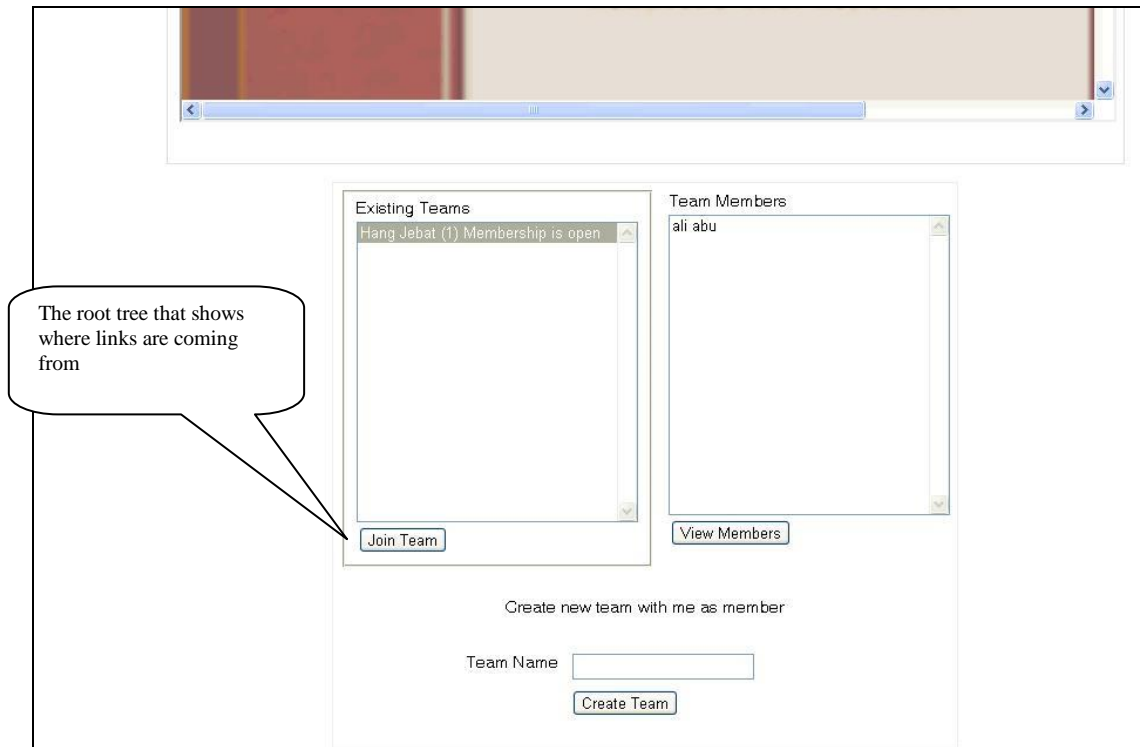 Existing Teams
Hang Jebat (1) Membership is open
Join Team
Team Members
ali abu
View Members
The root tree that shows
where links are coming
from
Create new team with me as member
Team Name
Create Team